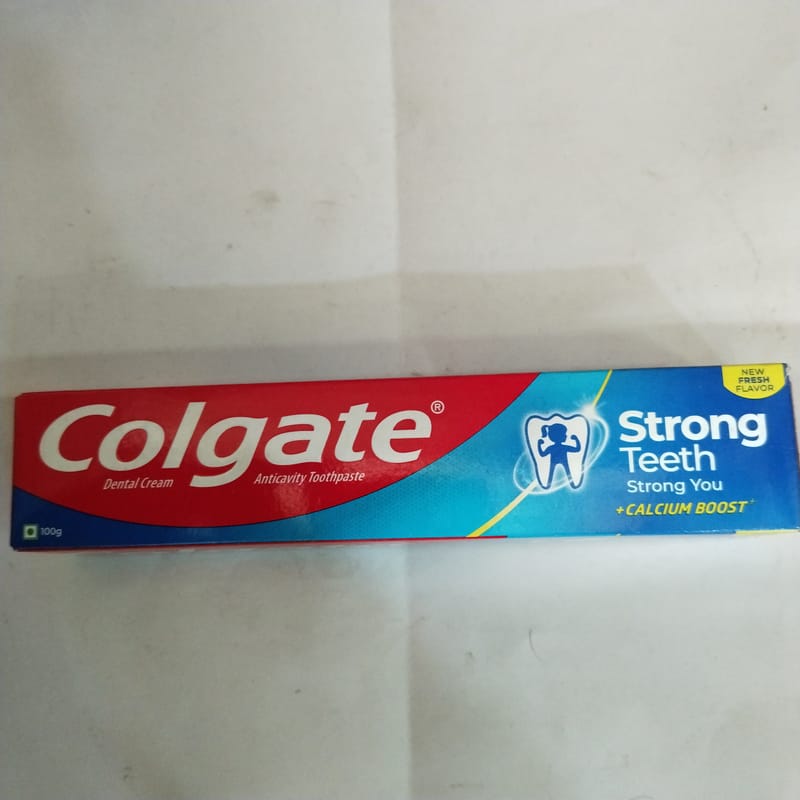 Colgate®
Dental Cream
Anticavity Toothpaste
100g
NEW
FRESH
FLAVOR
Strong
Teeth
Strong You
+CALCIUM BOOST+